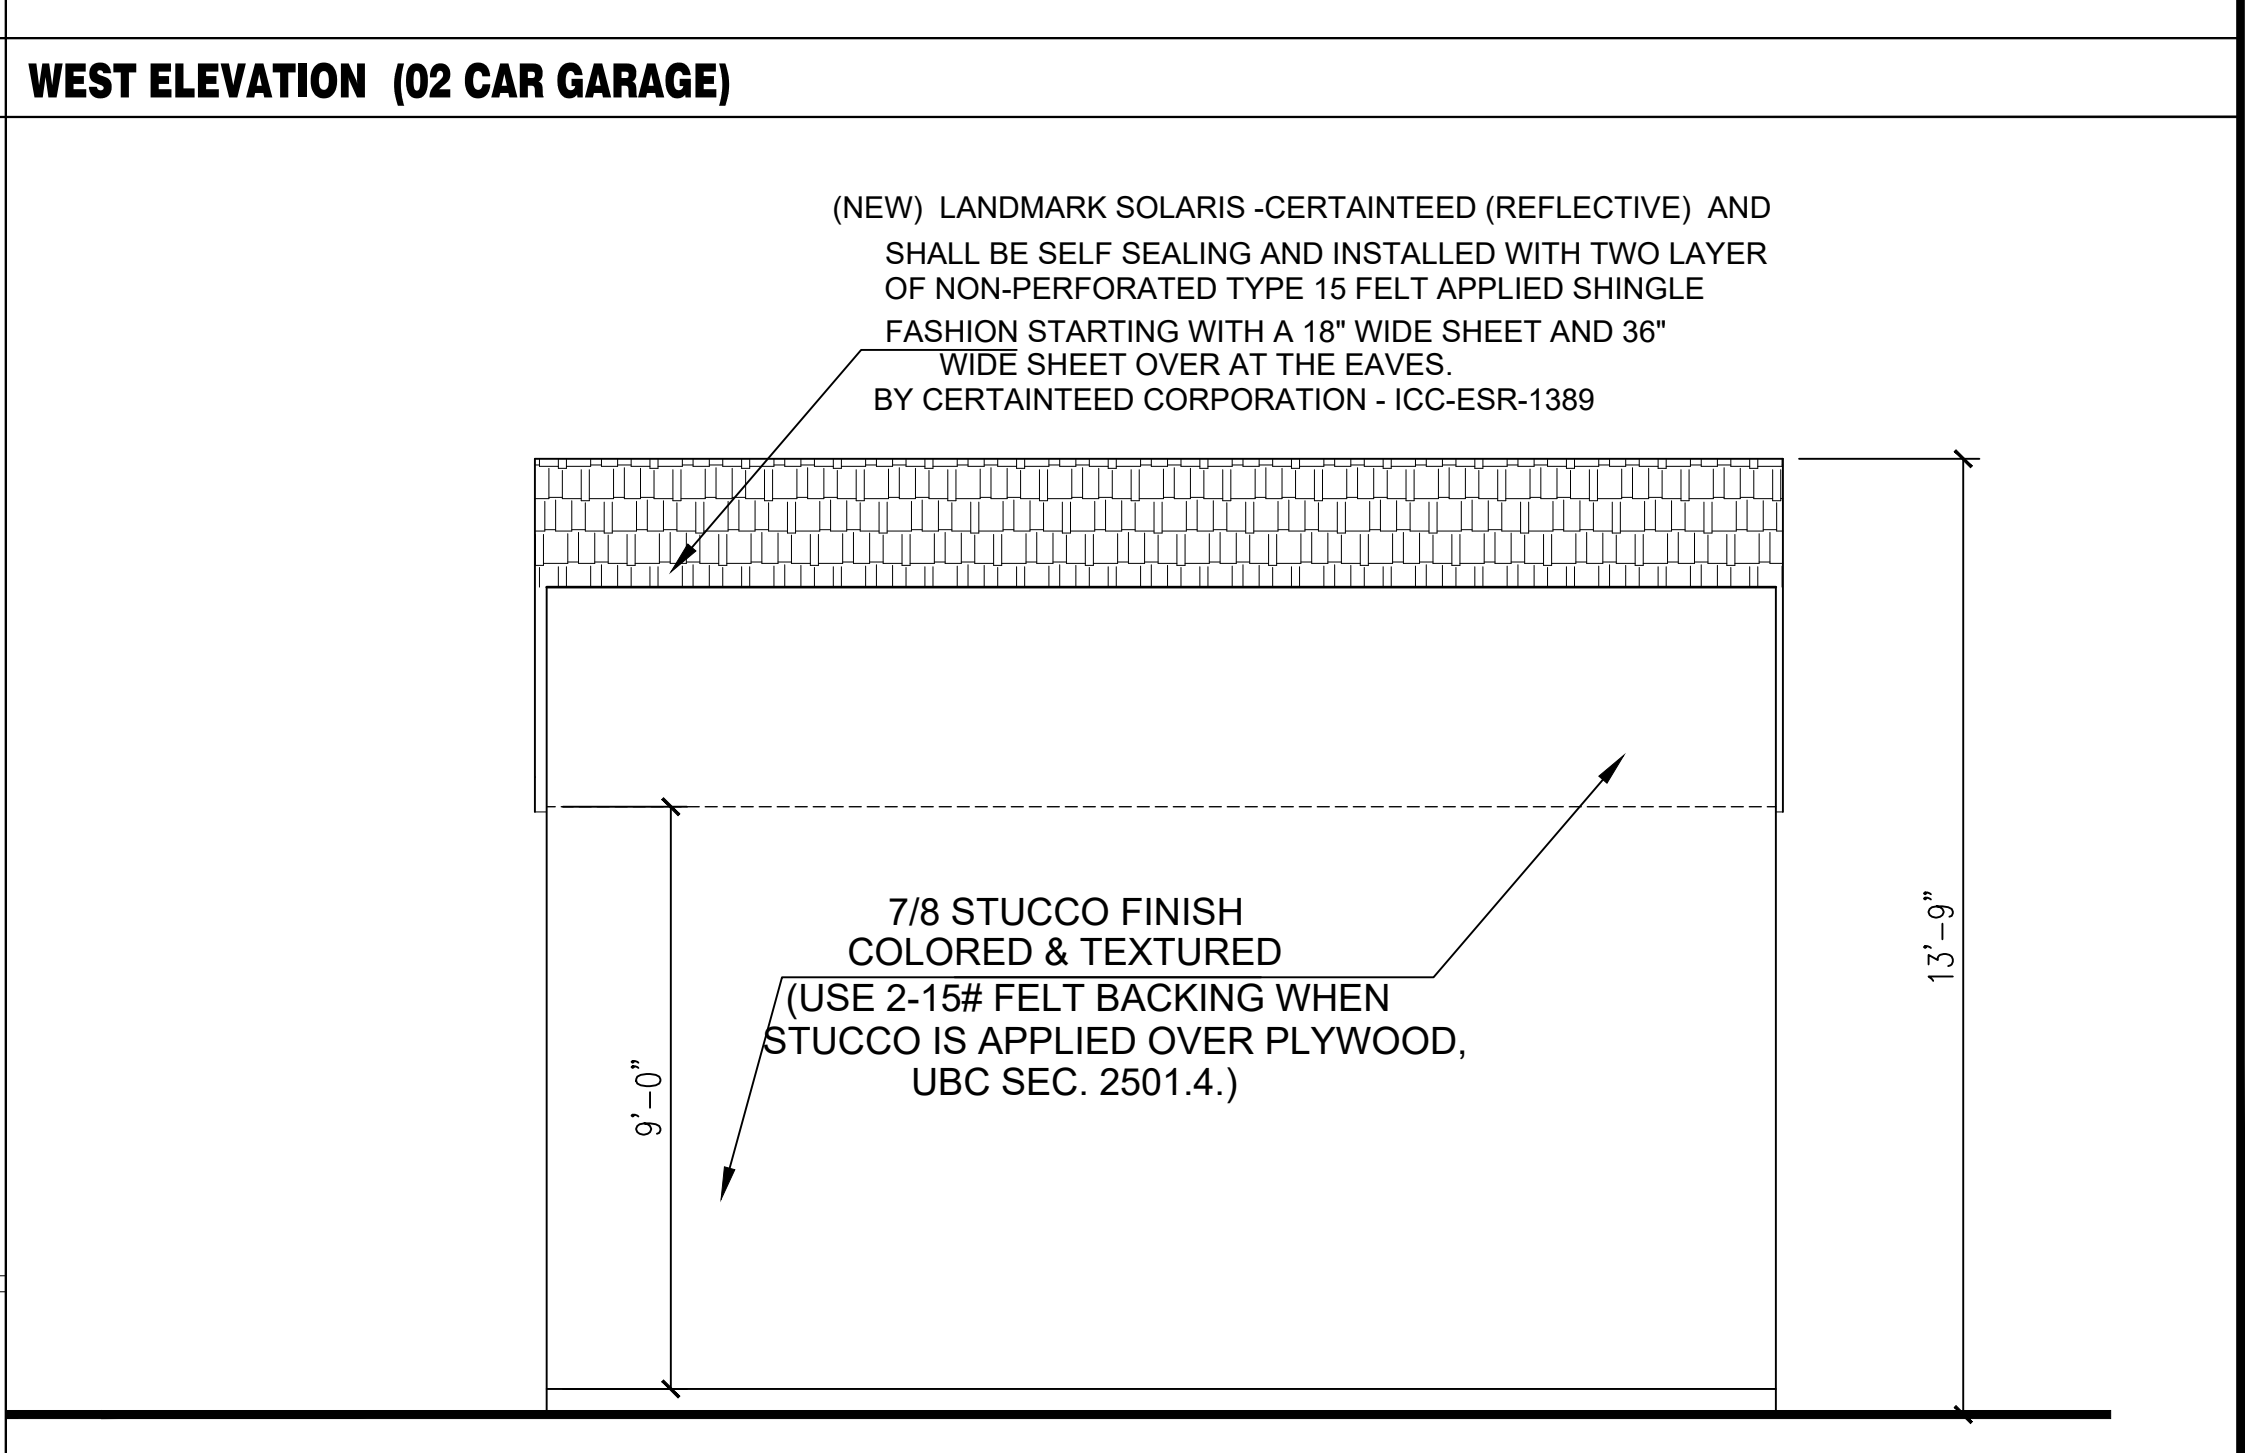 WEST ELEVATION (02 CAR GARAGE)
(NEW) LANDMARK SOLARIS -CERTAINTEED (REFLECTIVE) AND
SHALL BE SELF SEALING AND INSTALLED WITH TWO LAYER
OF NON-PERFORATED TYPE 15 FELT APPLIED SHINGLE
FASHION STARTING WITH A 18" WIDE SHEET AND 36"
WIDE SHEET OVER AT THE EAVES.
BY CERTAINTEED CORPORATION - ICC-ESR-1389
7/8 STUCCO FINISH
COLORED & TEXTURED
(USE 2-15# FELT BACKING WHEN
STUCCO IS APPLIED OVER PLYWOOD,
UBC SEC. 2501.4.)
9'-0"
13'-9"